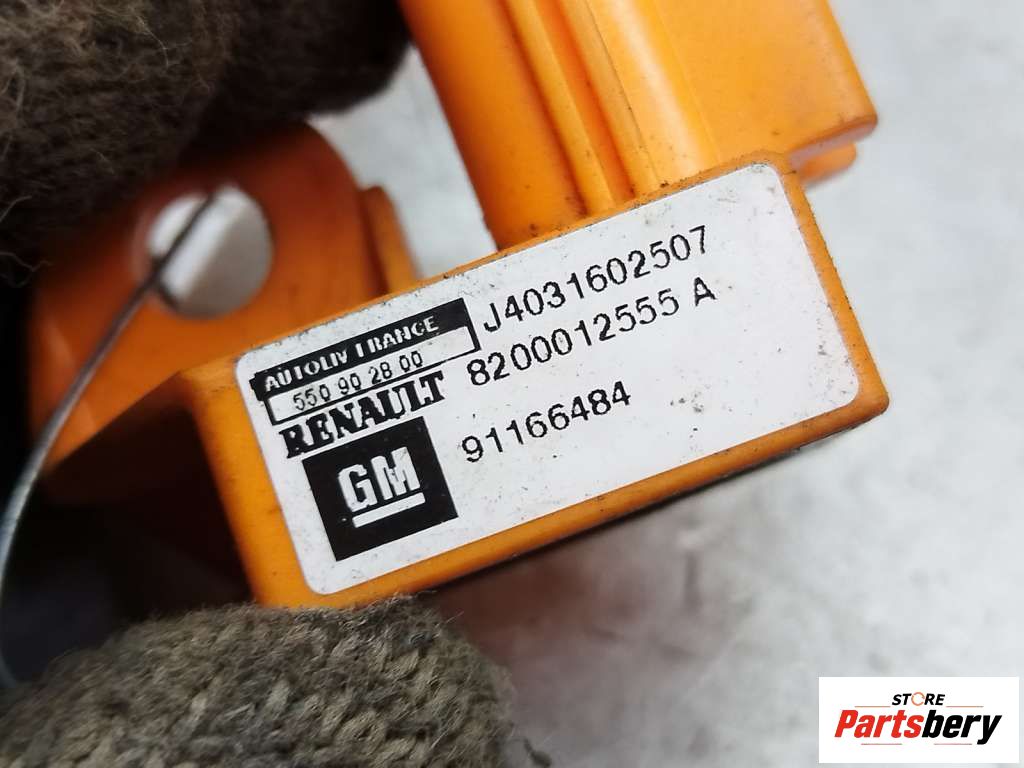 AUTOLIV FRANCE
550 90 28 00
RENAULT
GM
J4031602507
8200012555 A
91166484
STORE
Partsbery